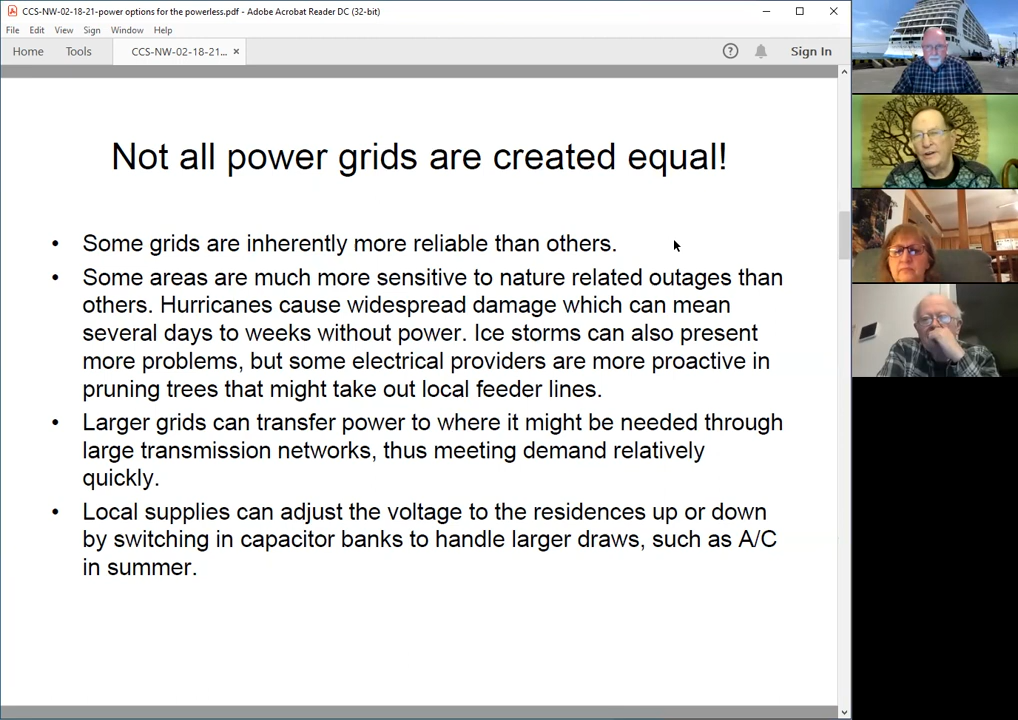 CCS-NW-02-18-21-power options for the powerless.pdf - Adobe Acrobat Reader DC (32-bit)
File Edit View Sign Window Help
Home Tools CCS-NW-02-18-21... × Sign In
Not all power grids are created equal!
• Some grids are inherently more reliable than others.
• Some areas are much more sensitive to nature related outages than
others. Hurricanes cause widespread damage which can mean
several days to weeks without power. Ice storms can also present
more problems, but some electrical providers are more proactive in
pruning trees that might take out local feeder lines.
• Larger grids can transfer power to where it might be needed through
large transmission networks, thus meeting demand relatively
quickly.
• Local supplies can adjust the voltage to the residences up or down
by switching in capacitor banks to handle larger draws, such as A/C
in summer.